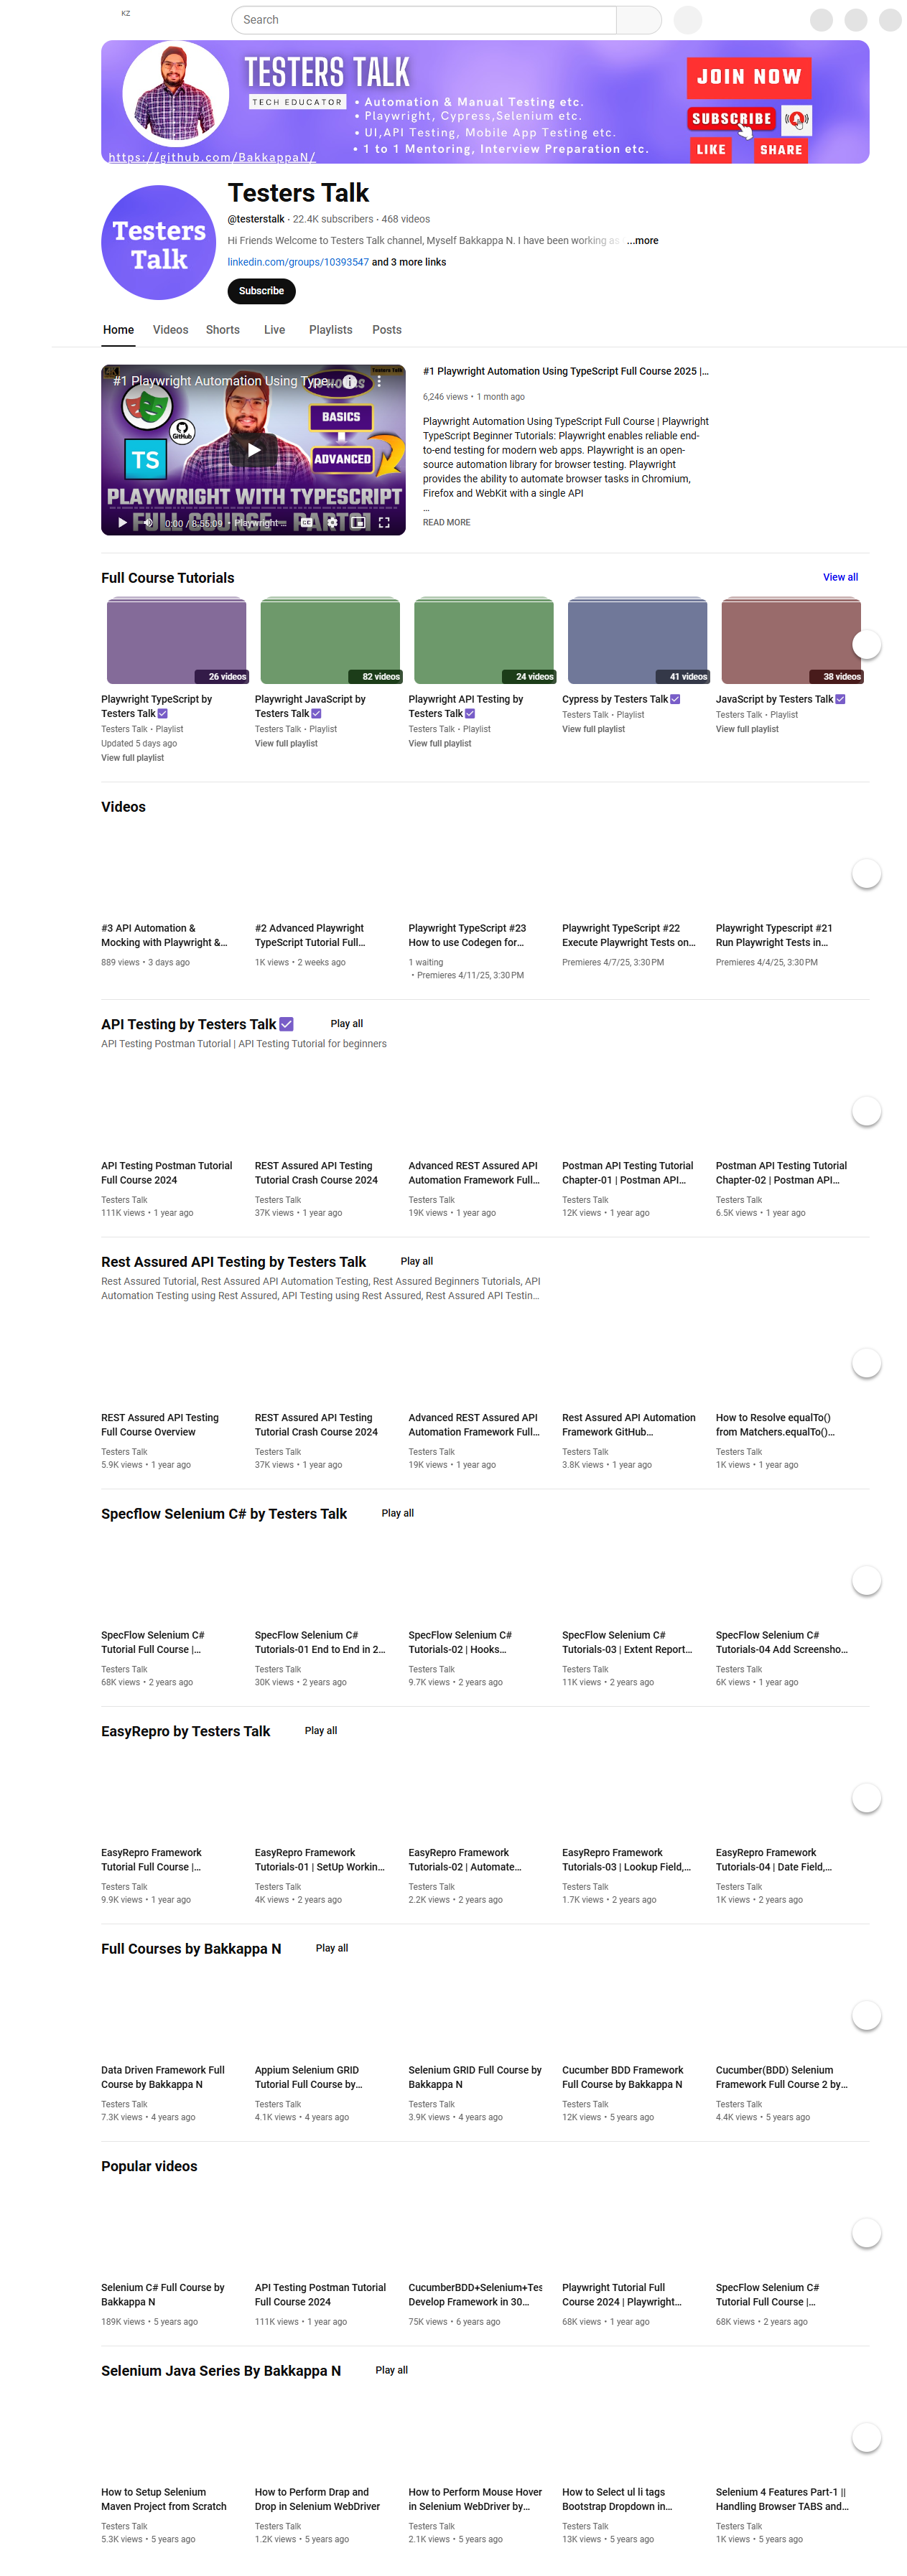 KZ
Search
TESTERS TALK
TECH EDUCATOR
• Automation & Manual Testing etc.
• Playwright, Cypress,Selenium etc.
• UI,API Testing, Mobile App Testing etc.
• 1 to 1 Mentoring, Interview Preparation etc.
https://github.com/BakkappaN/
JOIN NOW
SUBSCRIBE
LIKE SHARE
Testers Talk
Testers Talk
@testerstalk · 22.4K subscribers · 468 videos
Hi Friends Welcome to Testers Talk channel, Myself Bakkappa N. I have been working as ...more
linkedin.com/groups/10393547 and 3 more links
Subscribe
Home Videos Shorts Live Playlists Posts
#1 Playwright Automation Using Type...
BASICS
GitHub
TS
ADVANCED
PLAYWRIGHT WITH TYPESCRIPT
FULL COURSE - PART 01
0:00 / 8:55:09 • Playwright ...
#1 Playwright Automation Using TypeScript Full Course 2025 |...
6,246 views • 1 month ago
Playwright Automation Using TypeScript Full Course | Playwright
TypeScript Beginner Tutorials: Playwright enables reliable end-
to-end testing for modern web apps. Playwright is an open-
source automation library for browser testing. Playwright
provides the ability to automate browser tasks in Chromium,
Firefox and WebKit with a single API
...
READ MORE
Full Course Tutorials View all
26 videos 82 videos 24 videos 41 videos 38 videos
Playwright TypeScript by Playwright JavaScript by Playwright API Testing by Cypress by Testers Talk JavaScript by Testers Talk
Testers Talk Testers Talk Testers Talk Testers Talk • Playlist Testers Talk • Playlist
Testers Talk • Playlist Testers Talk • Playlist Testers Talk • Playlist View full playlist View full playlist
Updated 5 days ago View full playlist View full playlist
View full playlist
Videos
#3 API Automation & #2 Advanced Playwright Playwright TypeScript #23 Playwright TypeScript #22 Playwright Typescript #21
Mocking with Playwright &... TypeScript Tutorial Full... How to use Codegen for... Execute Playwright Tests on... Run Playwright Tests in...
889 views • 3 days ago 1K views • 2 weeks ago 1 waiting Premieres 4/7/25, 3:30 PM Premieres 4/4/25, 3:30 PM
• Premieres 4/11/25, 3:30 PM
API Testing by Testers Talk Play all
API Testing Postman Tutorial | API Testing Tutorial for beginners
API Testing Postman Tutorial REST Assured API Testing Advanced REST Assured API Postman API Testing Tutorial Postman API Testing Tutorial
Full Course 2024 Tutorial Crash Course 2024 Automation Framework Full... Chapter-01 | Postman API... Chapter-02 | Postman API...
Testers Talk Testers Talk Testers Talk Testers Talk Testers Talk
111K views • 1 year ago 37K views • 1 year ago 19K views • 1 year ago 12K views • 1 year ago 6.5K views • 1 year ago
Rest Assured API Testing by Testers Talk Play all
Rest Assured Tutorial, Rest Assured API Automation Testing, Rest Assured Beginners Tutorials, API
Automation Testing using Rest Assured, API Testing using Rest Assured, Rest Assured API Testin...
REST Assured API Testing REST Assured API Testing Advanced REST Assured API Rest Assured API Automation How to Resolve equalTo()
Full Course Overview Tutorial Crash Course 2024 Automation Framework Full... Framework GitHub... from Matchers.equalTo()...
Testers Talk Testers Talk Testers Talk Testers Talk Testers Talk
5.9K views • 1 year ago 37K views • 1 year ago 19K views • 1 year ago 3.8K views • 1 year ago 1K views • 1 year ago
Specflow Selenium C# by Testers Talk Play all
SpecFlow Selenium C# SpecFlow Selenium C# SpecFlow Selenium C# SpecFlow Selenium C# SpecFlow Selenium C#
Tutorial Full Course |... Tutorials-01 End to End in 2... Tutorials-02 | Hooks... Tutorials-03 | Extent Report... Tutorials-04 Add Screensho...
Testers Talk Testers Talk Testers Talk Testers Talk Testers Talk
68K views • 2 years ago 30K views • 2 years ago 9.7K views • 2 years ago 11K views • 2 years ago 6K views • 1 year ago
EasyRepro by Testers Talk Play all
EasyRepro Framework EasyRepro Framework EasyRepro Framework EasyRepro Framework EasyRepro Framework
Tutorial Full Course |... Tutorials-01 | SetUp Workin... Tutorials-02 | Automate... Tutorials-03 | Lookup Field,... Tutorials-04 | Date Field,...
Testers Talk Testers Talk Testers Talk Testers Talk Testers Talk
9.9K views • 1 year ago 4K views • 2 years ago 2.2K views • 2 years ago 1.7K views • 2 years ago 1K views • 2 years ago
Full Courses by Bakkappa N Play all
Data Driven Framework Full Appium Selenium GRID Selenium GRID Full Course by Cucumber BDD Framework Cucumber(BDD) Selenium
Course by Bakkappa N Tutorial Full Course by... Bakkappa N Full Course by Bakkappa N Framework Full Course 2 by...
Testers Talk Testers Talk Testers Talk Testers Talk Testers Talk
7.3K views • 4 years ago 4.1K views • 4 years ago 3.9K views • 4 years ago 12K views • 5 years ago 4.4K views • 5 years ago
Popular videos
Selenium C# Full Course by API Testing Postman Tutorial CucumberBDD+Selenium+Tes Playwright Tutorial Full SpecFlow Selenium C#
Bakkappa N Full Course 2024 Develop Framework in 30... Course 2024 | Playwright... Tutorial Full Course |...
189K views • 5 years ago 111K views • 1 year ago 75K views • 6 years ago 68K views • 1 year ago 68K views • 2 years ago
Selenium Java Series By Bakkappa N Play all
How to Setup Selenium How to Perform Drap and How to Perform Mouse Hover How to Select ul li tags Selenium 4 Features Part-1 ||
Maven Project from Scratch Drop in Selenium WebDriver in Selenium WebDriver by... Bootstrap Dropdown in... Handling Browser TABS and...
Testers Talk Testers Talk Testers Talk Testers Talk Testers Talk
5.3K views • 5 years ago 1.2K views • 5 years ago 2.1K views • 5 years ago 13K views • 5 years ago 1K views • 5 years ago